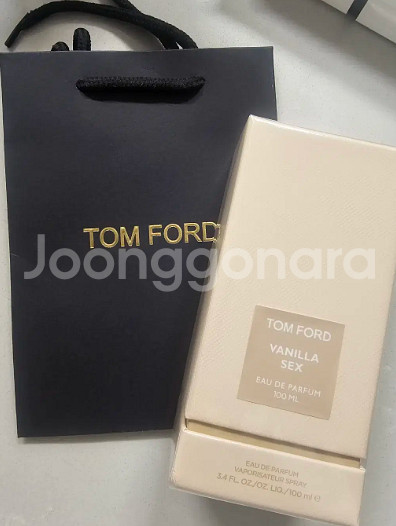 TOM FORD
Joonggonara
TOM FORD
VANILLA
SEX
EAU DE PARFUM
100 ML
EAU DE PARFUM
VAPORISATEUR SPRAY
3.4 FL. OZ./OZ. LIQ./100 ml ℮